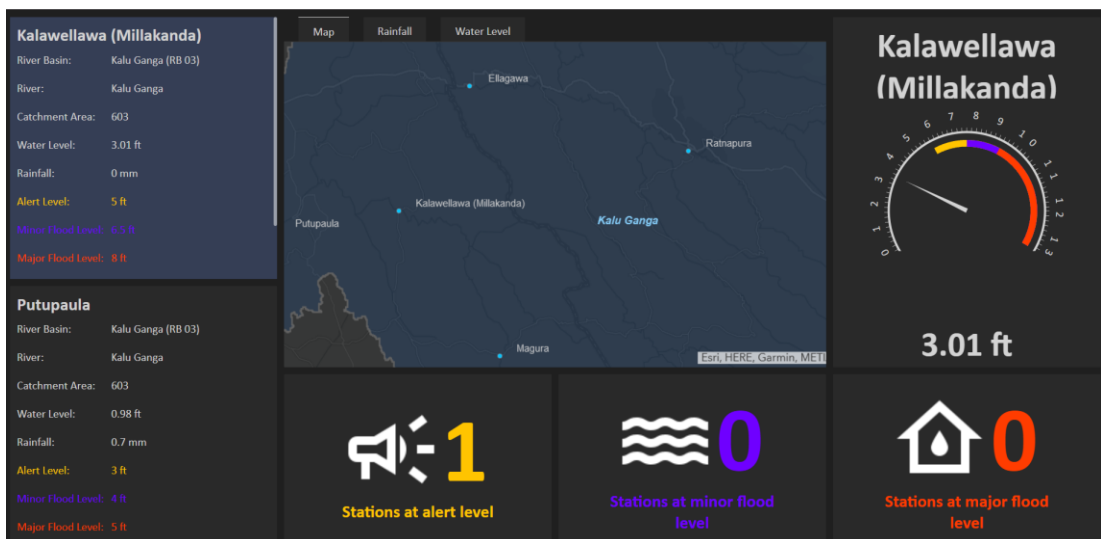 Kalawellawa (Millakanda)
River Basin: Kalu Ganga (RB 03)
River: Kalu Ganga
Catchment Area: 603
Water Level: 3.01 ft
Rainfall: 0 mm
Alert Level: 5 ft
Minor Flood Level:
Major Flood Level: 8 ft
Putupaula
River Basin: Kalu Ganga (RB 03)
River: Kalu Ganga
Catchment Area: 603
Water Level: 0.98 ft
Rainfall: 0.7 mm
Alert Level: 3 ft
Minor Flood Level: 4 ft
Major Flood Level: 5 ft
Map Rainfall Water Level
Ellagawa
Ratnapura
Kalawellawa (Millakanda)
Putupaula
Kalu Ganga
Magura
Esri, HERE, Garmin, METI
Kalawellawa
(Millakanda)
0 1 2 3 4 5 6 7 8 9 10 11 12 13
3.01 ft
1
Stations at alert level
0
Stations at minor flood
level
0
Stations at major flood
level